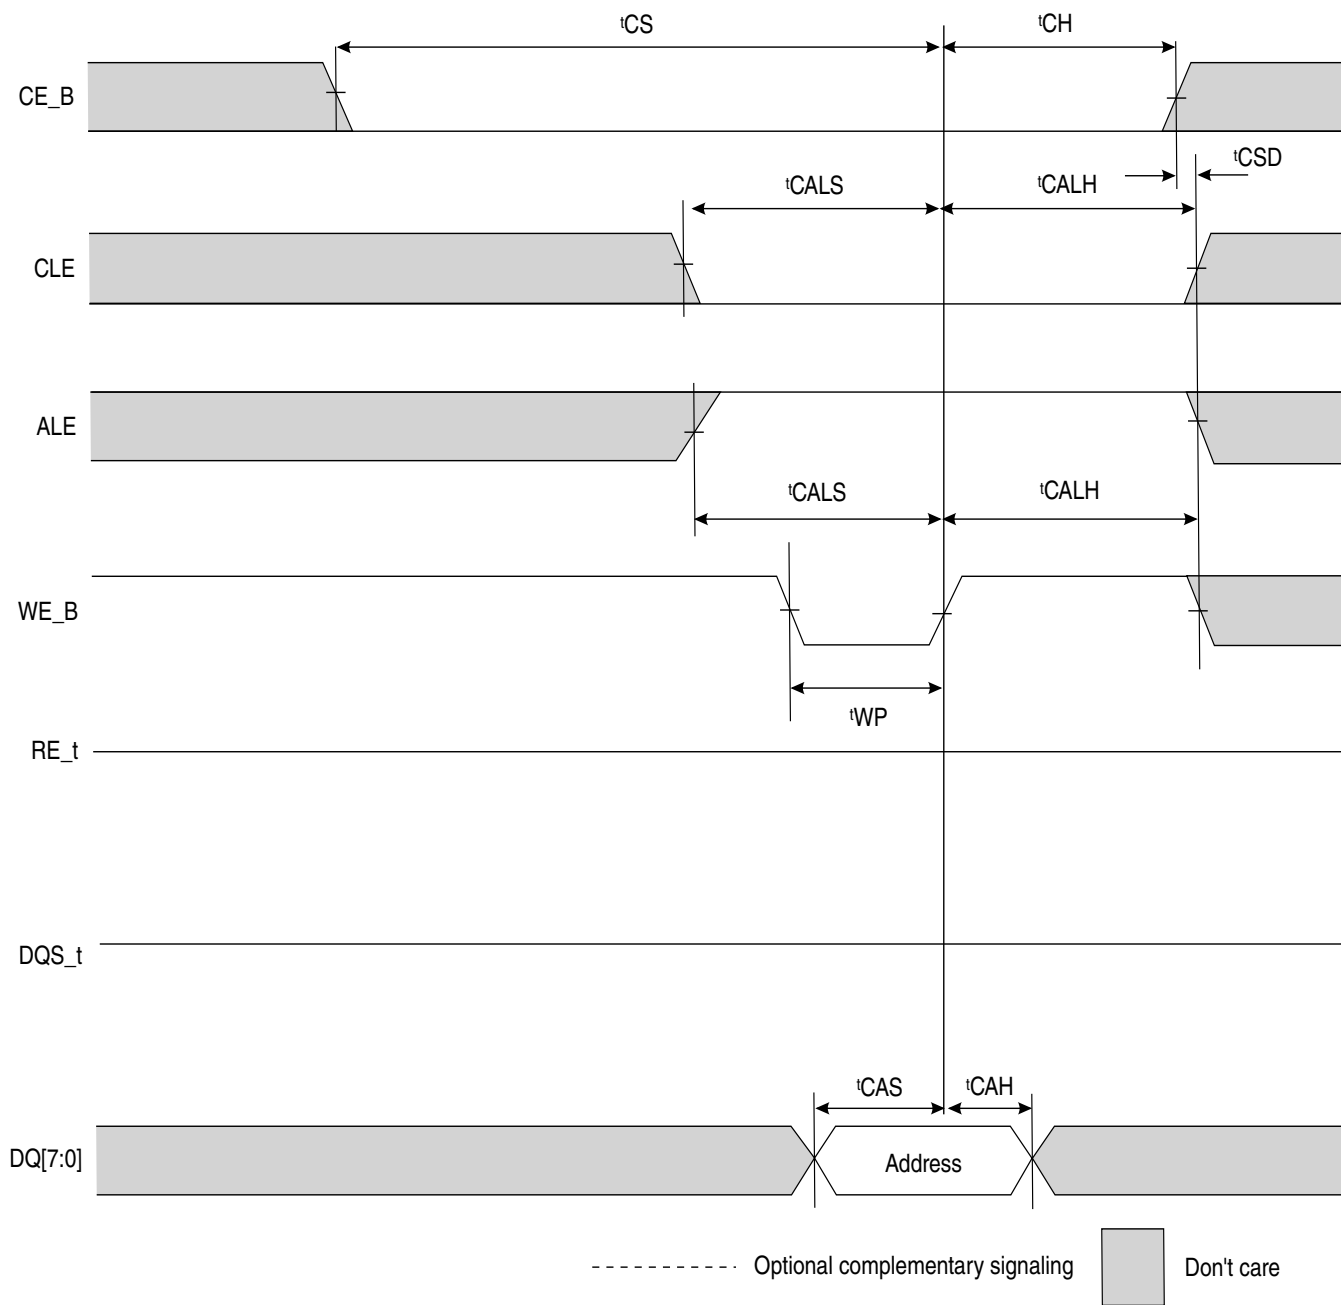 tCS
tCH
CE_B
tCSD
tCALS
tCALH
CLE
ALE
tCALS
tCALH
WE_B
tWP
RE_t
DQS_t
tCAS
tCAH
DQ[7:0]
Address
Optional complementary signaling
Don't care